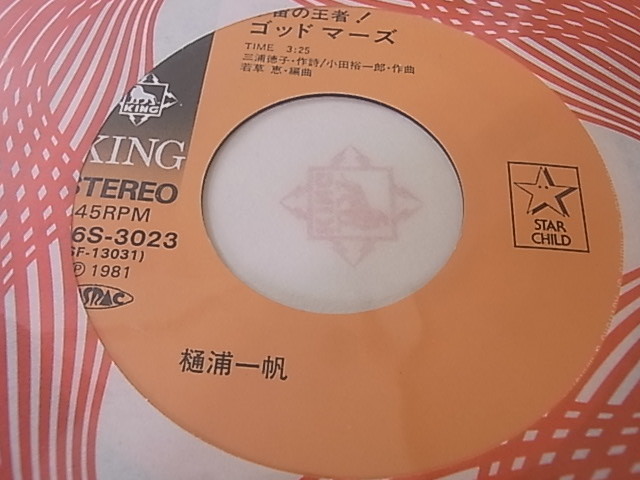 宙の王者!
ゴッド マーズ
TIME 3:25
三浦徳子・作詩/小田裕一郎・作曲
若草 恵・編曲
KING
KING
STEREO
45RPM
6S-3023
SF-13031)
Ⓟ 1981
STAR
CHILD
樋浦一帆